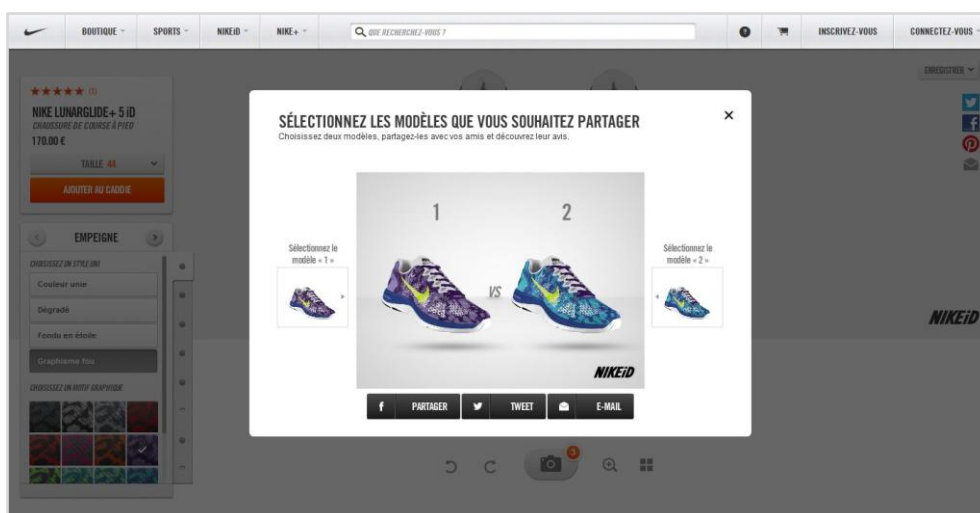 BOUTIQUE
SPORTS
NIKEiD
NIKE+
QUE RECHERCHEZ-VOUS ?
?
INSCRIVEZ-VOUS
CONNECTEZ-VOUS
ENREGISTRER
(1)
NIKE LUNARGLIDE+ 5 iD
CHAUSSURE DE COURSE À PIED
170.00 €
TAILLE 44
AJOUTER AU CADDIE
EMPEIGNE
CHOISISSEZ UN STYLE UNI
Couleur unie
Dégradé
Fondu en étoile
Graphisme fou
CHOISISSEZ UN MOTIF GRAPHIQUE
SÉLECTIONNEZ LES MODÈLES QUE VOUS SOUHAITEZ PARTAGER
Choisissez deux modèles, partagez-les avec vos amis et découvrez leur avis.
Sélectionnez le
modèle « 1 »
1
VS
2
NIKEiD
Sélectionnez le
modèle « 2 »
PARTAGER
TWEET
E-MAIL
3
NIKEiD